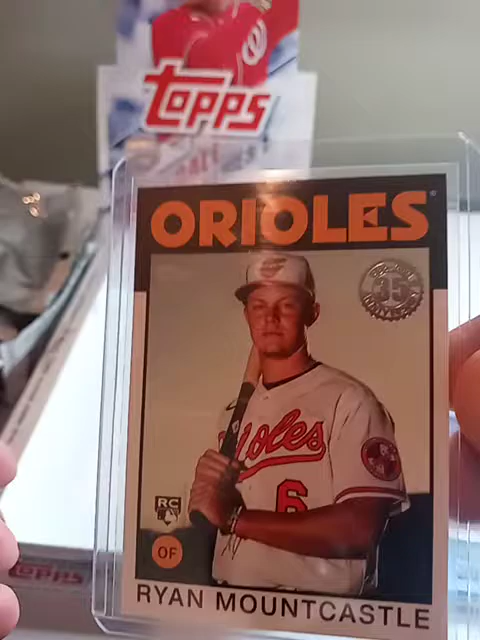 topps
ORIOLES
35
Orioles
6
RC
OF
RYAN MOUNTCASTLE
topps